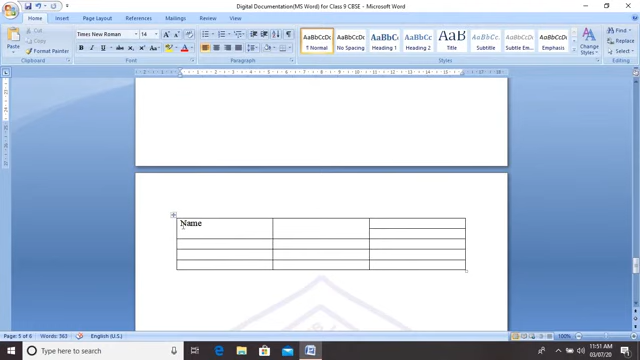 Digital Documentation(MS Word) for Class 9 CBSE - Microsoft Word
Home Insert Page Layout References Mailings Review View
Paste
Cut
Copy
Format Painter
Clipboard
Times New Roman 14
Font
Paragraph
AaBbCcDc AaBbCcDc AaBbC AaBbCc AaB AaBbCc. AaBbCcD AaBbCcDc
¶ Normal No Spacing Heading 1 Heading 2 Title Subtitle Subtle Em... Emphasis
Styles
Change Styles
Find
Replace
Select
Editing
Name
Page: 5 of 6 Words: 363 English (U.S.) 100%
Type here to search
11:51 AM
03/07/20